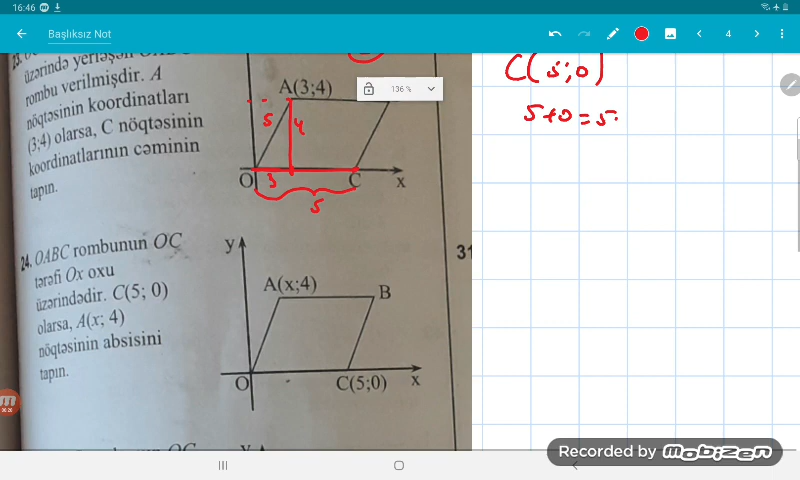 16:46
Başlıksız Not
4
üzərində yerləşən
rombu verilmişdir. A
nöqtəsinin koordinatları
(3;4) olarsa, C nöqtəsinin
koordinatlarının cəminin
tapın.
A(3;4)
136 %
5
4
O
3
C
x
5
C(5;0)
5+0=5
24. OABC rombunun OC
tərəfi Ox oxu
üzərindədir. C(5; 0)
olarsa, A(x; 4)
nöqtəsinin absisini
tapın.
y
A(x;4)
B
O
C(5;0)
x
31
Recorded by
mobizen